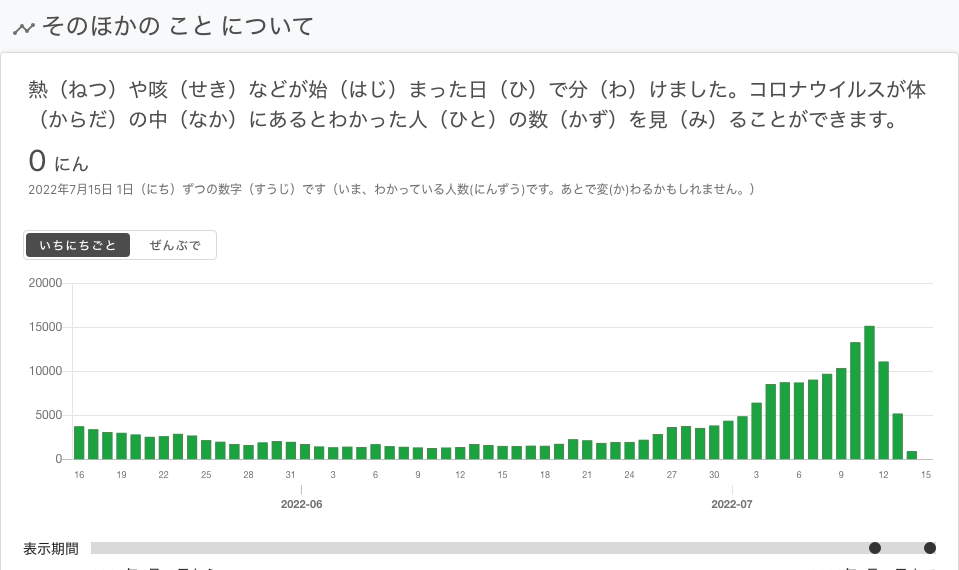 そのほかの こと について
熱（ねつ）や咳（せき）などが始（はじ）まった日（ひ）で分（わ）けました。コロナウイルスが体
（からだ）の中（なか）にあるとわかった人（ひと）の数（かず）を見（み）ることができます。
0 にん
2022年7月15日 1日（にち）ずつの数字（すうじ）です（いま、わかっている人数(にんずう)です。あとで変(か)わるかもしれません。）
いちにちごと ぜんぶで
20000
15000
10000
5000
0
16 19 22 25 28 31 3 6 9 12 15 18 21 24 27 30 3 6 9 12 15
2022-06 2022-07
表示期間